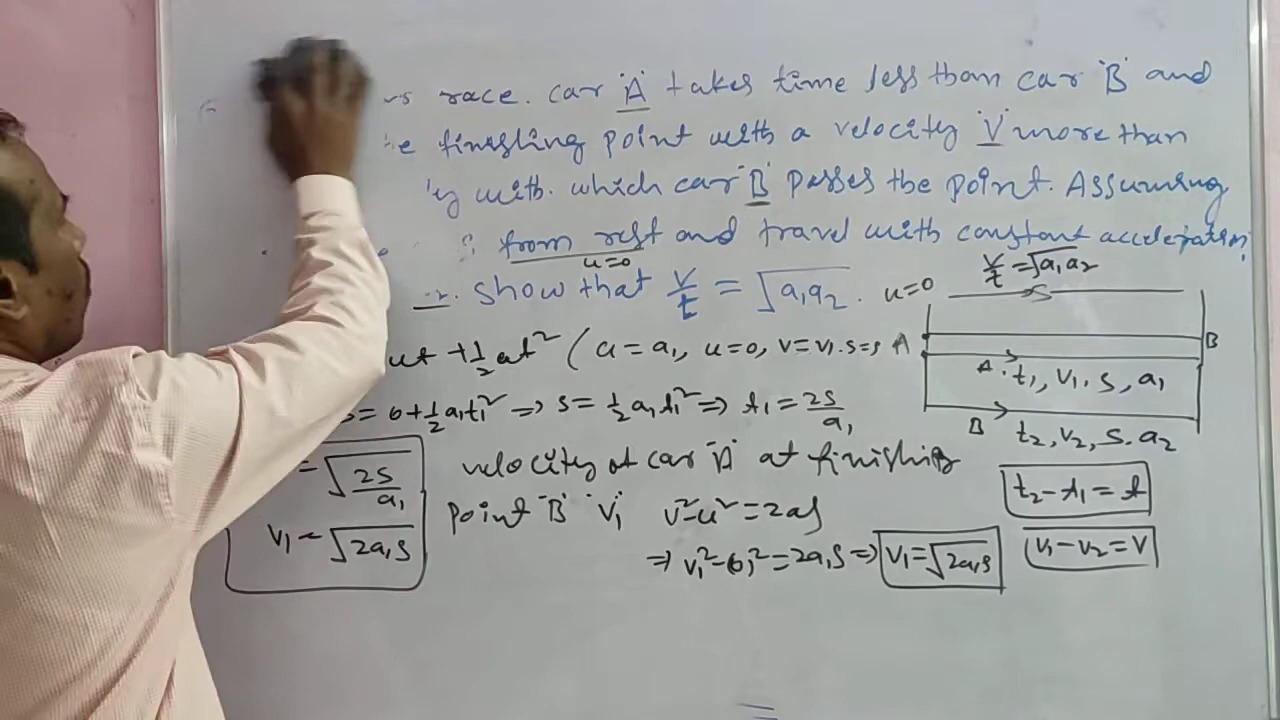 race. car 'A' takes time less than car 'B' and
finishing point with a velocity 'V' more than
with. which car 'B' passes the point. Assuming
from rest and travel with constant acceleration,
u=0
V/t = √a₁a₂
show that V/t = √a₁a₂.
u=0
S
ut + 1/2 at² (a = a₁, u=0, v=v₁. s=s
A
B
A. t₁, v₁. s, a₁
s= 0+1/2 a₁t₁² => s= 1/2 a₁t₁² => t₁ = 2s/a₁
B t₂, v₂, s. a₂
= √2s/a₁
velocity of car 'A' at finishing
t₂ - t₁ = t
point 'B' 'v₁' v²-u² = 2as
v₁ = √2a₁s
=> v₁² - 0,² = 2a₁s => v₁ = √2a₁s
v₁ - v₂ = V